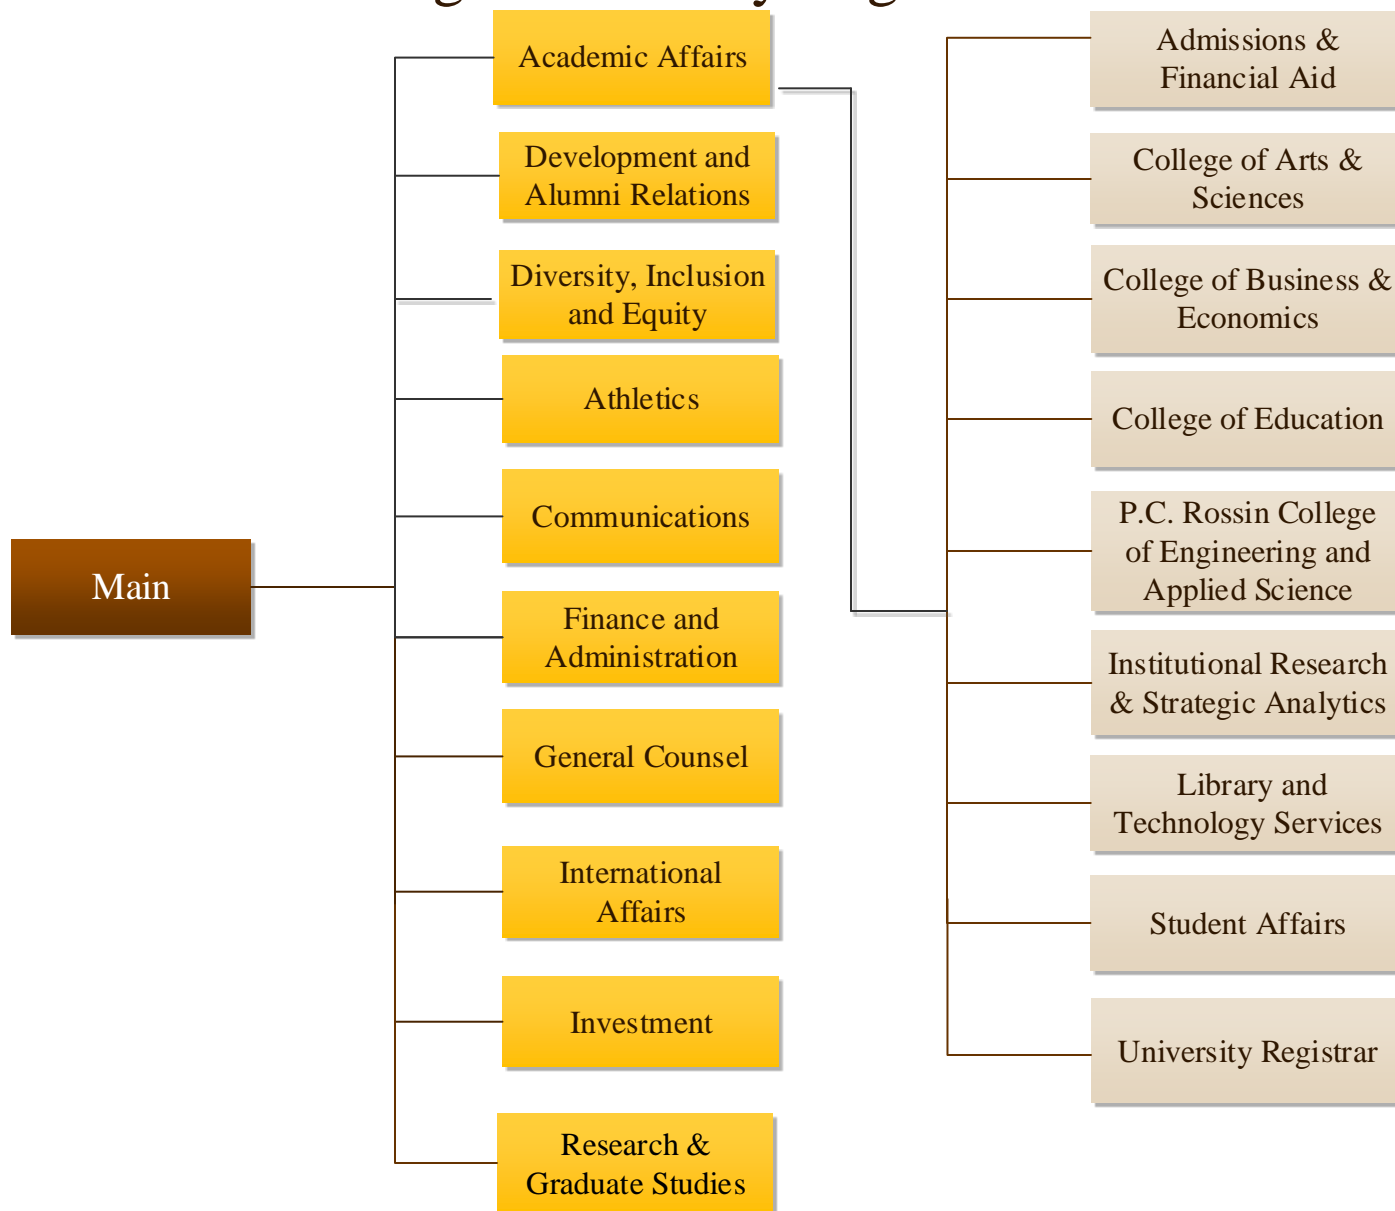 Academic Affairs
Development and
Alumni Relations
Diversity, Inclusion
and Equity
Athletics
Communications
Main
Finance and
Administration
General Counsel
International
Affairs
Investment
Research &
Graduate Studies
Admissions &
Financial Aid
College of Arts &
Sciences
College of Business &
Economics
College of Education
P.C. Rossin College
of Engineering and
Applied Science
Institutional Research
& Strategic Analytics
Library and
Technology Services
Student Affairs
University Registrar